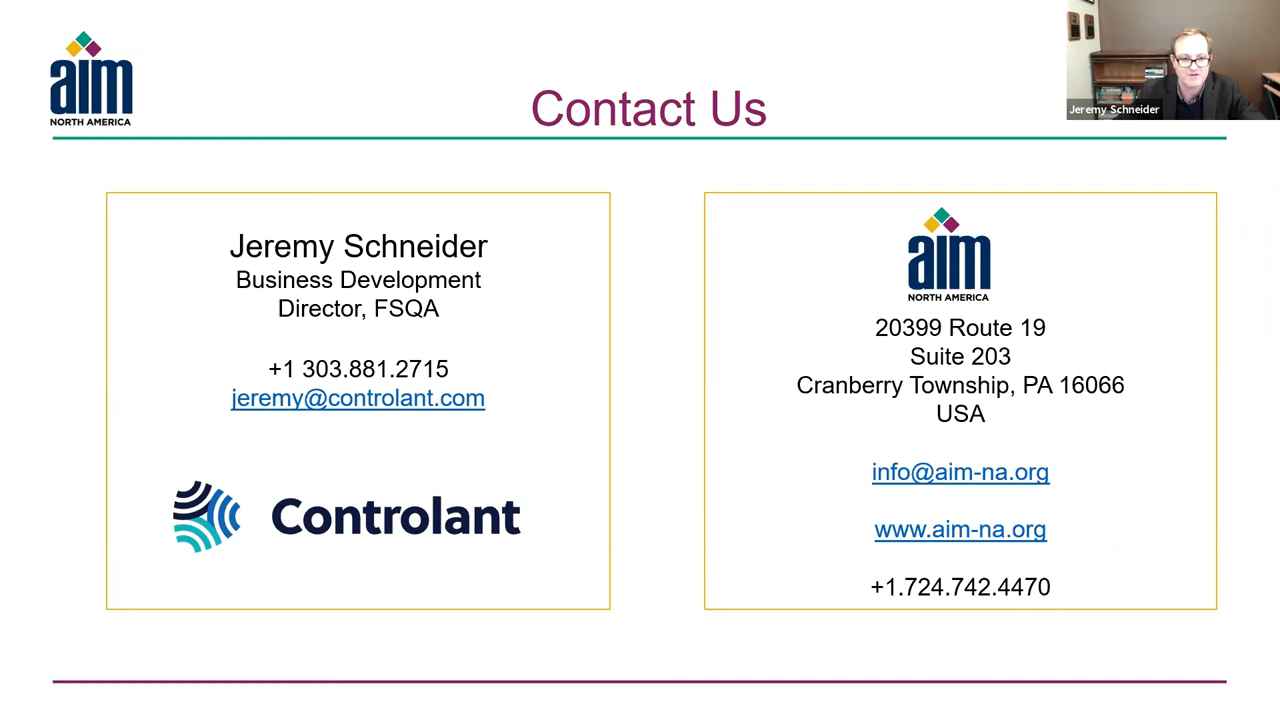 aim
NORTH AMERICA
Contact Us
Jeremy Schneider
Jeremy Schneider
Business Development
Director, FSQA
+1 303.881.2715
jeremy@controlant.com
Controlant
aim
NORTH AMERICA
20399 Route 19
Suite 203
Cranberry Township, PA 16066
USA
info@aim-na.org
www.aim-na.org
+1.724.742.4470